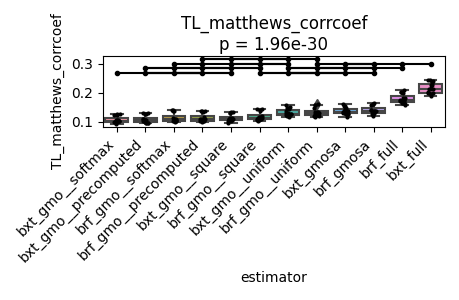 TL_matthews_corrcoef
p = 1.96e-30
TL_matthews_corrcoef
0.3
0.2
0.1
bxt_gmo__softmax
bxt_gmo__precomputed
brf_gmo__softmax
brf_gmo__precomputed
bxt_gmo__square
brf_gmo__square
bxt_gmo__uniform
brf_gmo__uniform
bxt_gmosa
brf_gmosa
brf_full
bxt_full
estimator